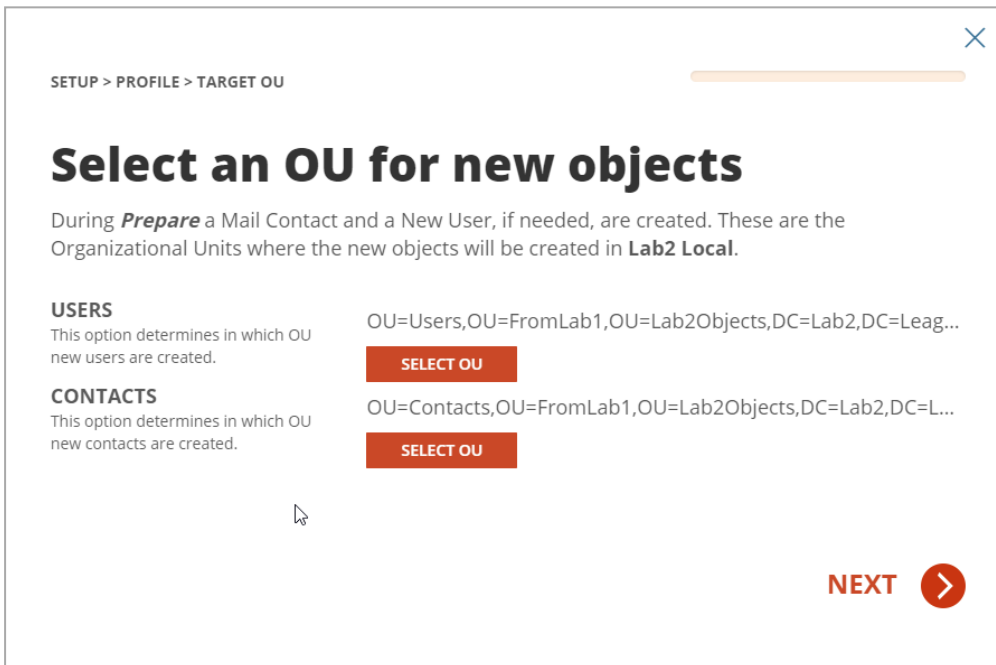 SETUP > PROFILE > TARGET OU
Select an OU for new objects
During Prepare a Mail Contact and a New User, if needed, are created. These are the
Organizational Units where the new objects will be created in Lab2 Local.
USERS
This option determines in which OU
new users are created.
OU=Users,OU=FromLab1,OU=Lab2Objects,DC=Lab2,DC=Leag...
SELECT OU
CONTACTS
This option determines in which OU
new contacts are created.
OU=Contacts,OU=FromLab1,OU=Lab2Objects,DC=Lab2,DC=L...
SELECT OU
NEXT